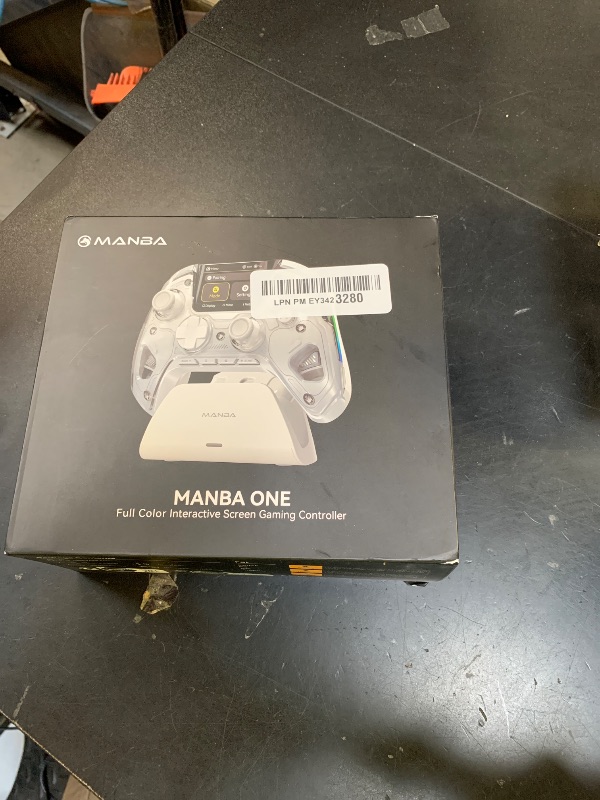 MANBA
LPN PM EY3423280
MANBA
MANBA ONE
Full Color Interactive Screen Gaming Controller